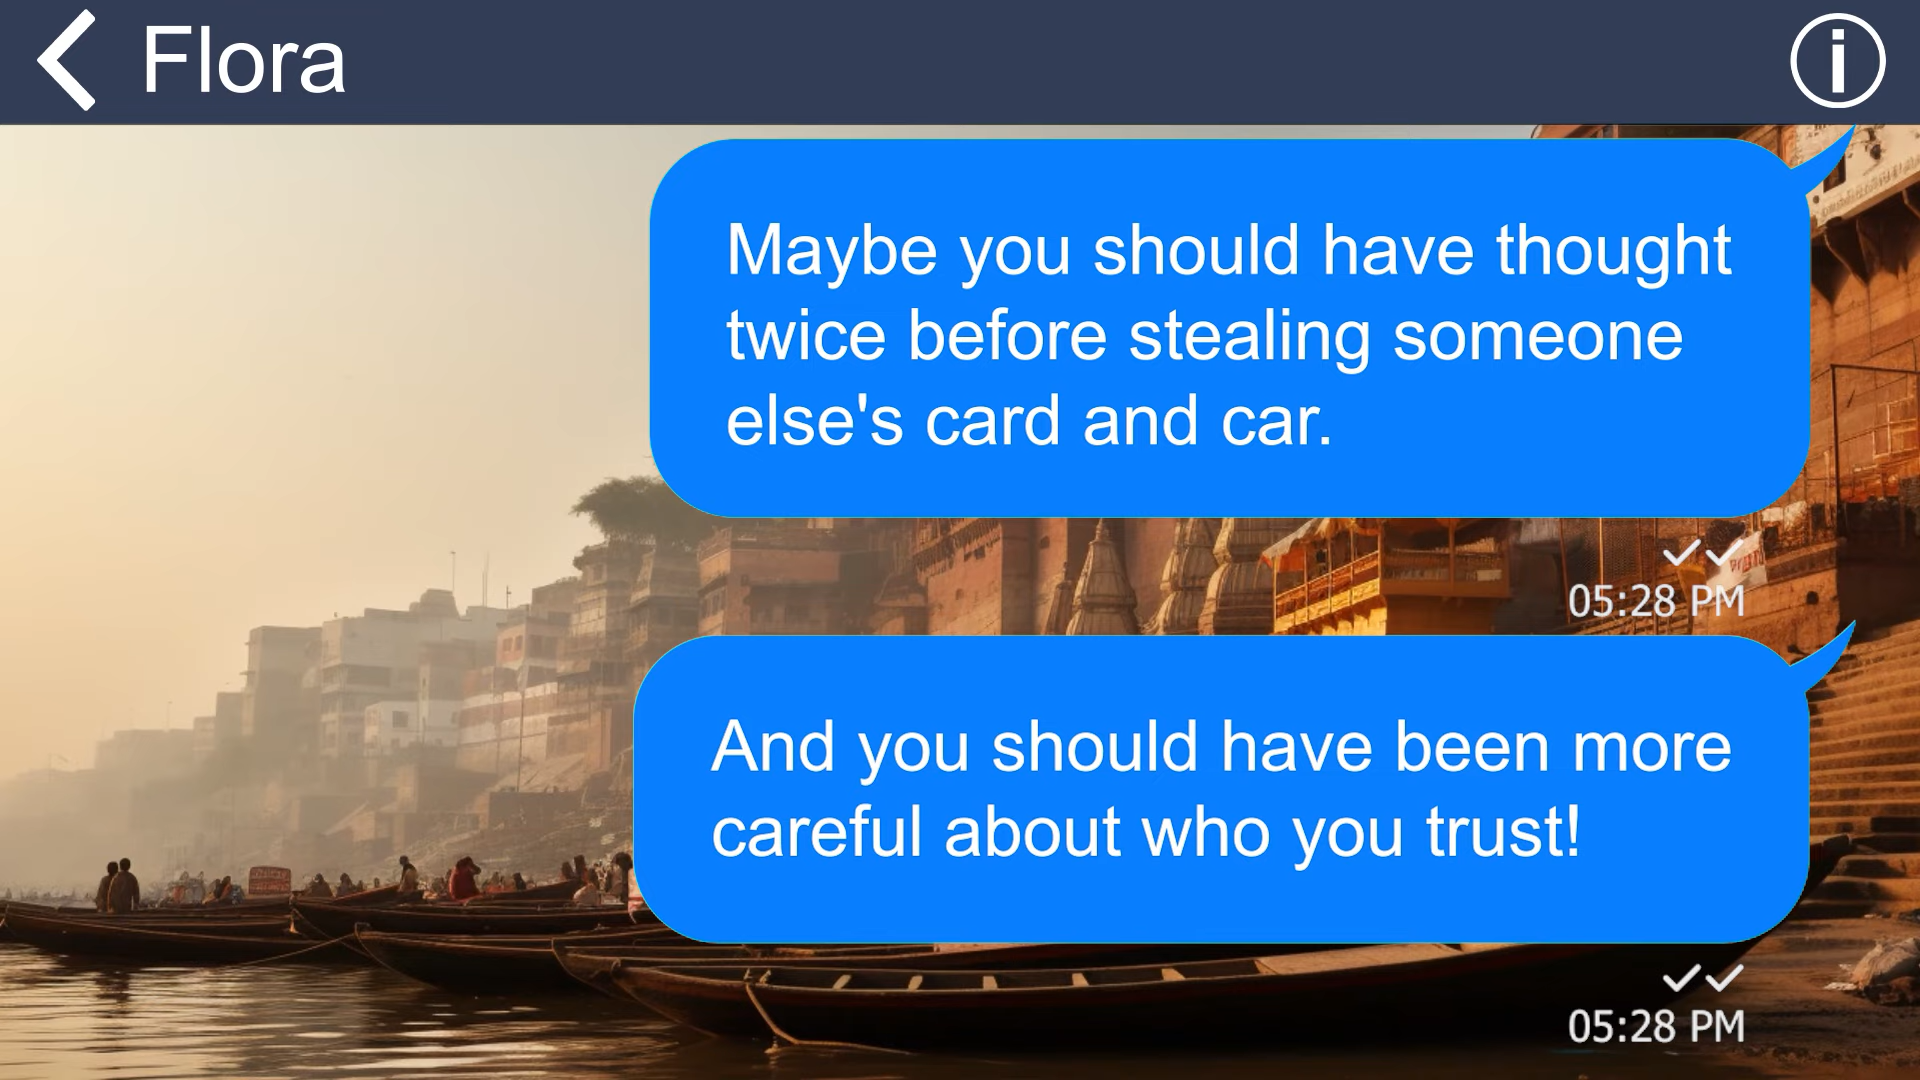 Flora
Maybe you should have thought
twice before stealing someone
else's card and car.
05:28 PM
And you should have been more
careful about who you trust!
05:28 PM